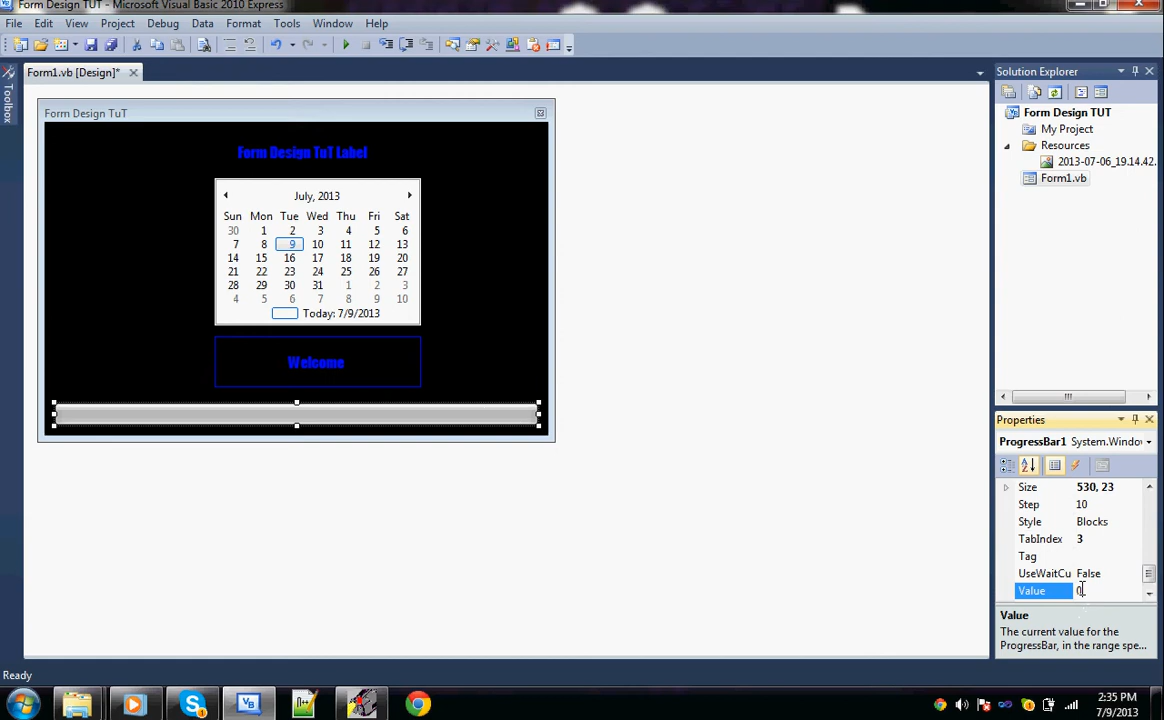 Form Design TUT - Microsoft Visual Basic 2010 Express
File Edit View Project Debug Data Format Tools Window Help
Form1.vb [Design]*
Toolbox
Form Design TuT
Form Design TuT Label
July, 2013
Sun Mon Tue Wed Thu Fri Sat
30 1 2 3 4 5 6
7 8 9 10 11 12 13
14 15 16 17 18 19 20
21 22 23 24 25 26 27
28 29 30 31 1 2 3
4 5 6 7 8 9 10
Today: 7/9/2013
Welcome
Solution Explorer
Form Design TUT
My Project
Resources
2013-07-06_19.14.42.
Form1.vb
Properties
ProgressBar1 System.Windo
Size 530, 23
Step 10
Style Blocks
TabIndex 3
Tag
UseWaitCu False
Value 0
Value
The current value for the
ProgressBar, in the range spe...
Ready
2:35 PM
7/9/2013